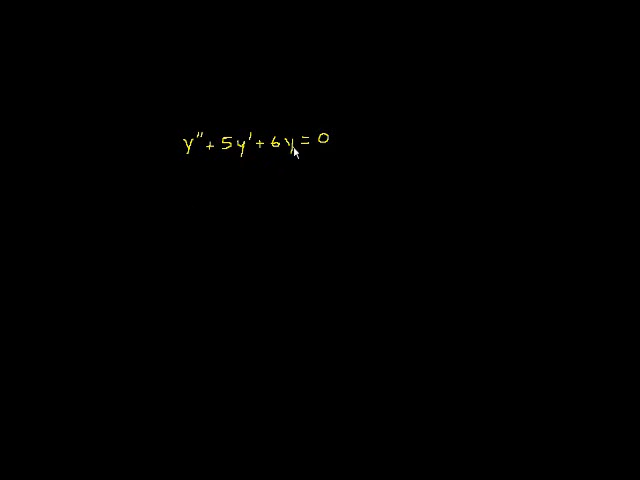 y'' + 5y' + 6y = 0